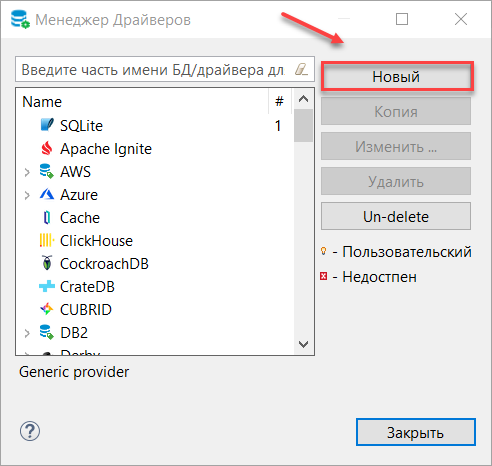 Менеджер Драйверов
Введите часть имени БД/драйвера дл
Новый
Name #
Копия
SQLite 1
Apache Ignite
Изменить ...
AWS
Удалить
Azure
Cache
Un-delete
ClickHouse
- Пользовательский
CockroachDB
- Недостпен
CrateDB
CUBRID
DB2
Derby
Generic provider
?
Закрыть